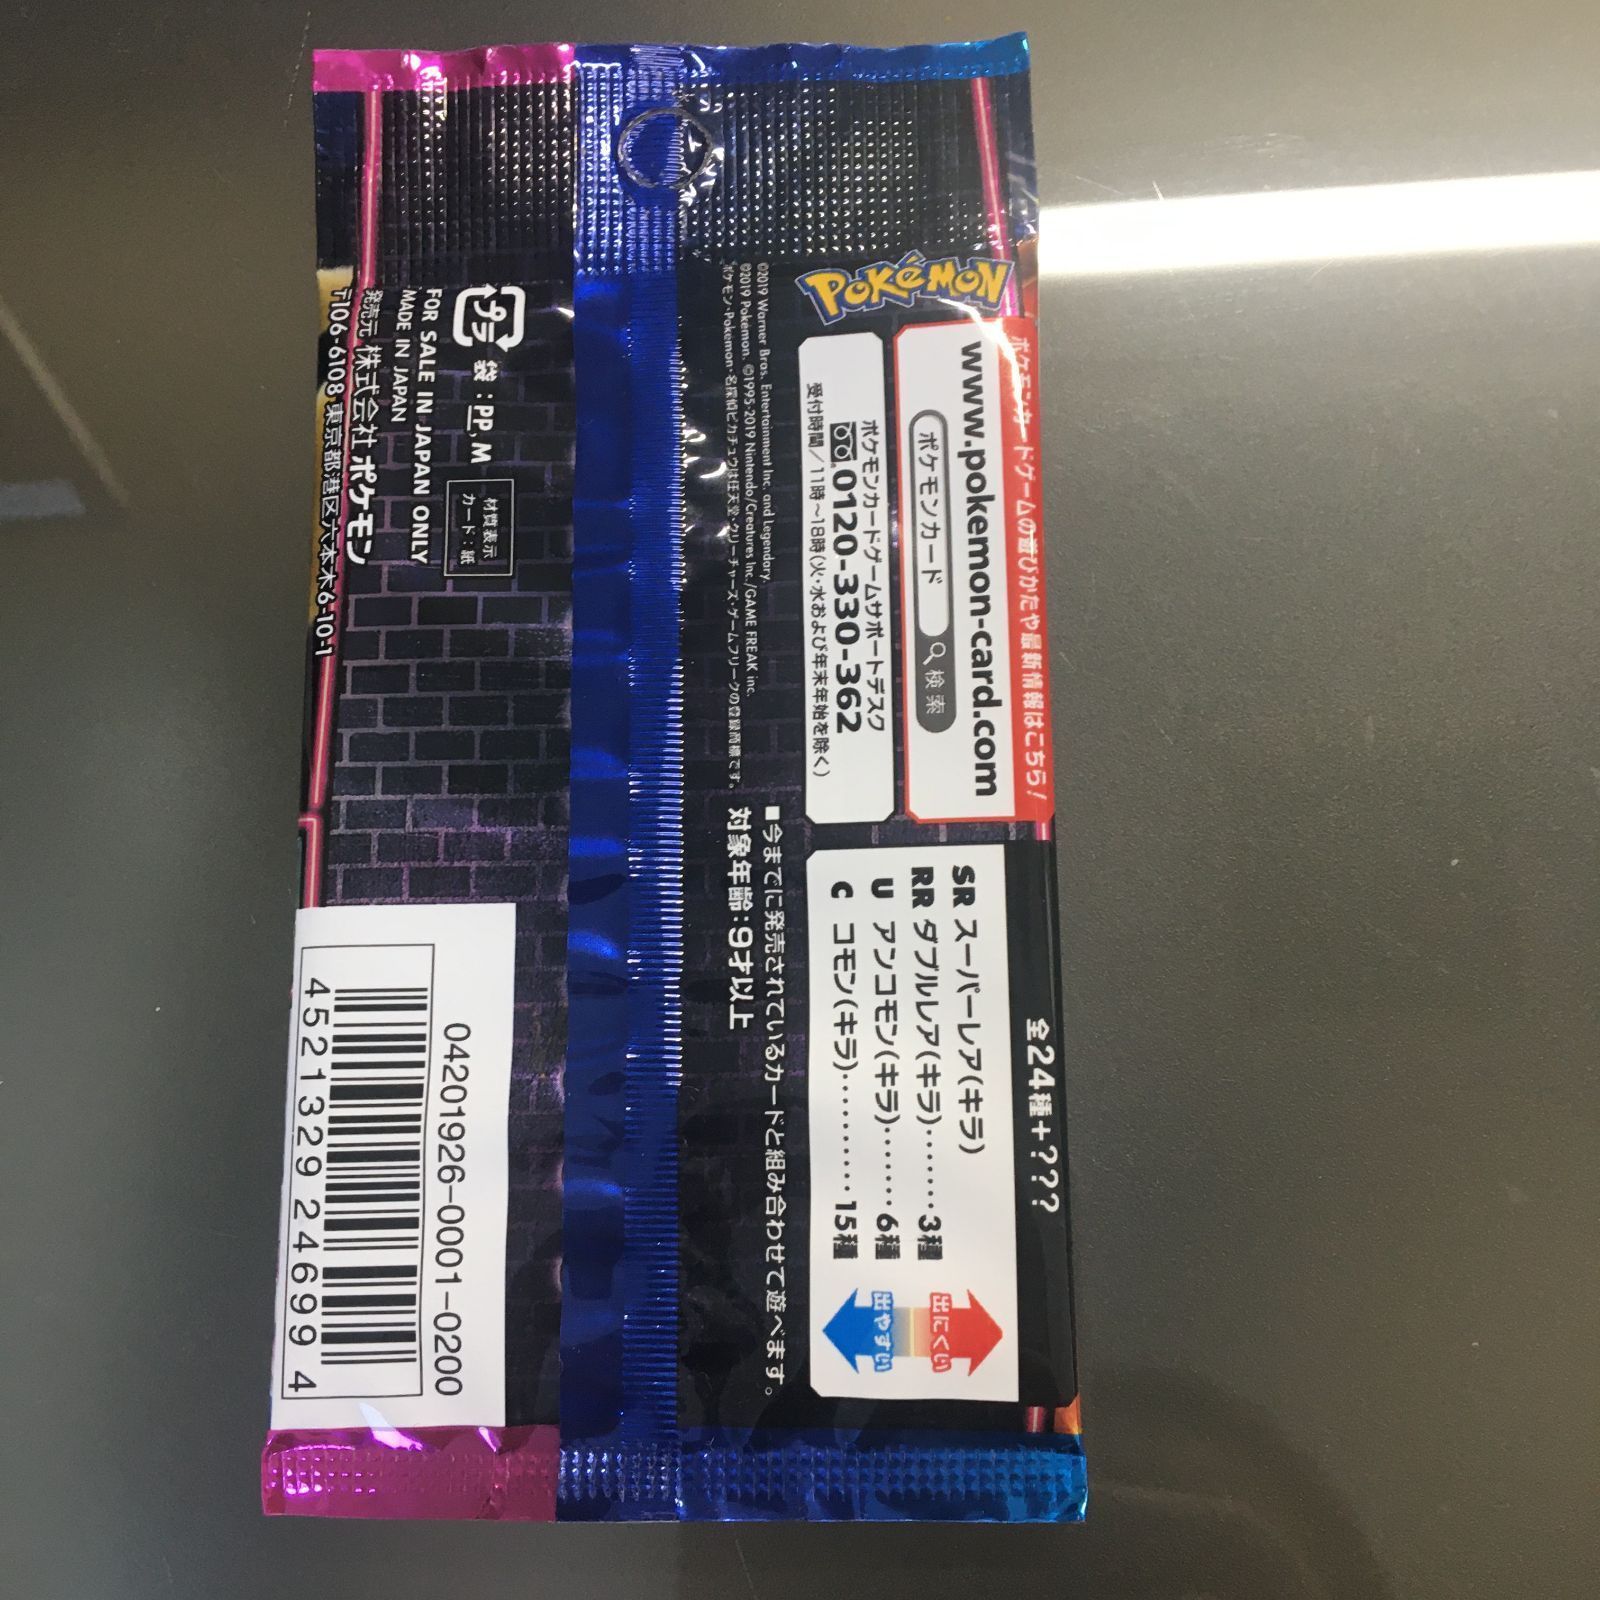 POKéMON
ポケモンカードゲームの遊びかたや最新情報はこちら!
www.pokemon-card.com
ポケモンカード 検索
ポケモンカードゲームサポートデスク
0120-330-362
受付時間/11時~18時(火・水および年末年始を除く)
©2019 Warner Bros. Entertainment Inc. and Legendary.
©2019 Pokémon. ©1995-2019 Nintendo/Creatures Inc./GAME FREAK inc.
ポケモン・Pokémon・名探偵ピカチュウは任天堂・クリーチャーズ・ゲームフリークの登録商標です。
全24種+???
SR スーパーレア(キラ)
RR ダブルレア(キラ)・・・・・・・3種
U アンコモン(キラ)・・・・・・・6種
C コモン(キラ)・・・・・・・・・・15種
出にくい
出やすい
■今までに発売されているカードと組み合わせて遊べます。
対象年齢:9才以上
プラ
袋:PP,M
材質表示
カード:紙
FOR SALE IN JAPAN ONLY
MADE IN JAPAN
発売元 株式会社 ポケモン
〒106-6108 東京都港区六本木6-10-1
04201926-0001-0200
4521329246994